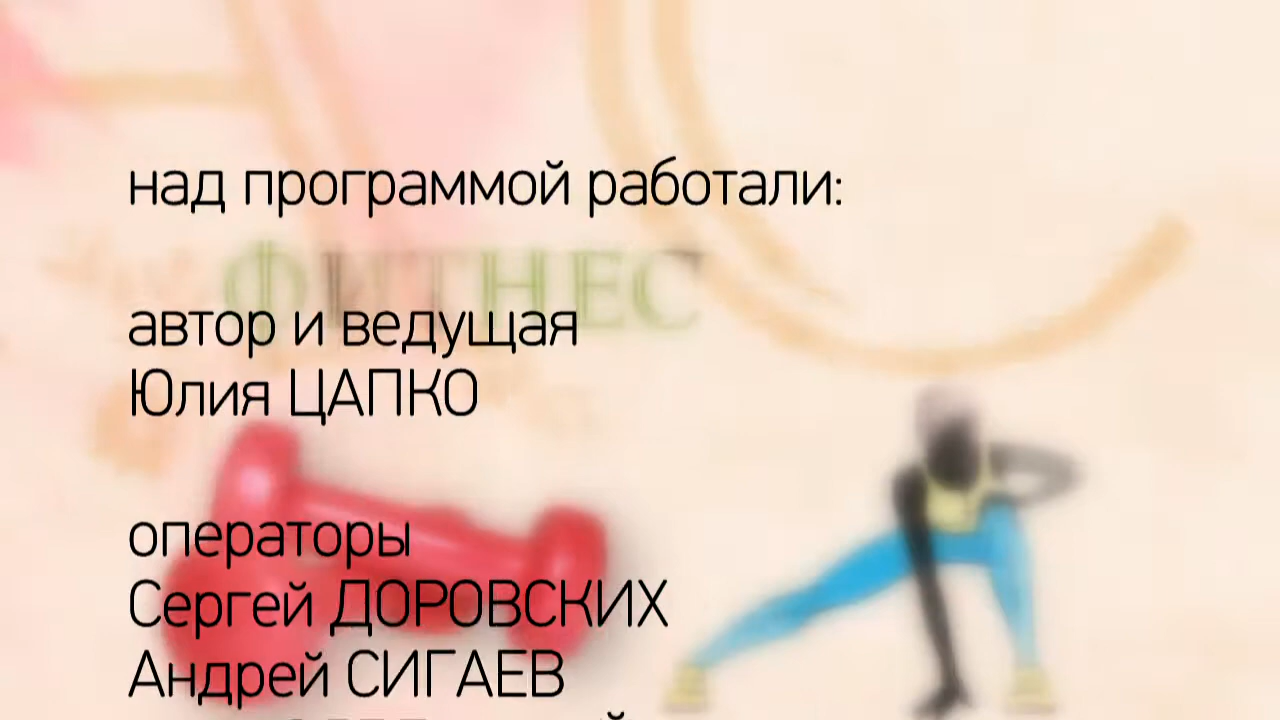 над программой работали:
ФИТНЕС
автор и ведущая
Юлия ЦАПКО
операторы
Сергей ДОРОВСКИХ
Андрей СИГАЕВ